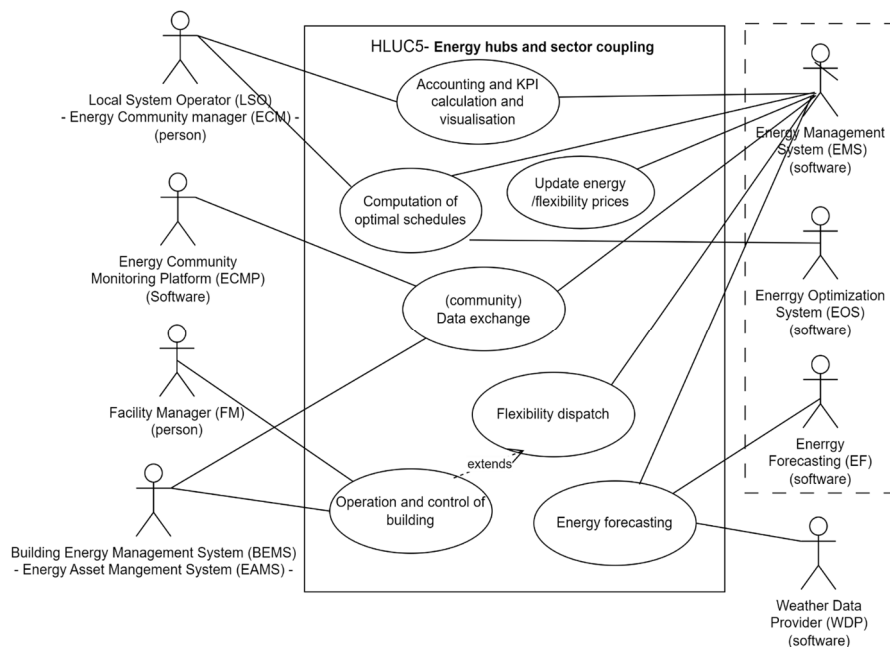 HLUC5- Energy hubs and sector coupling
Local System Operator (LSO)
- Energy Community manager (ECM) -
(person)
Accounting and KPI
calculation and
visualisation
Energy Management
System (EMS)
(software)
Computation of
optimal schedules
Update energy
/flexibility prices
Energy Community
Monitoring Platform (ECMP)
(Software)
Enerrgy Optimization
System (EOS)
(software)
(community)
Data exchange
Facility Manager (FM)
(person)
Flexibility dispatch
Enerrgy
Forecasting (EF)
(software)
extends
Operation and control of
building
Energy forecasting
Building Energy Management System (BEMS)
- Energy Asset Mangement System (EAMS) -
Weather Data
Provider (WDP)
(software)